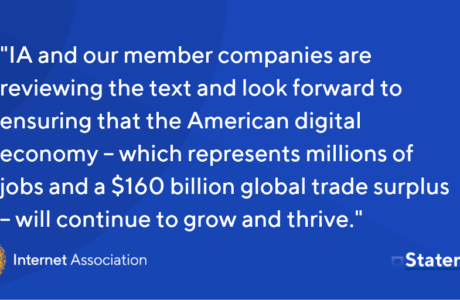 "IA and our member companies are
reviewing the text and look forward to
ensuring that the American digital
economy – which represents millions of
jobs and a $160 billion global trade surplus
– will continue to grow and thrive."
Internet Association